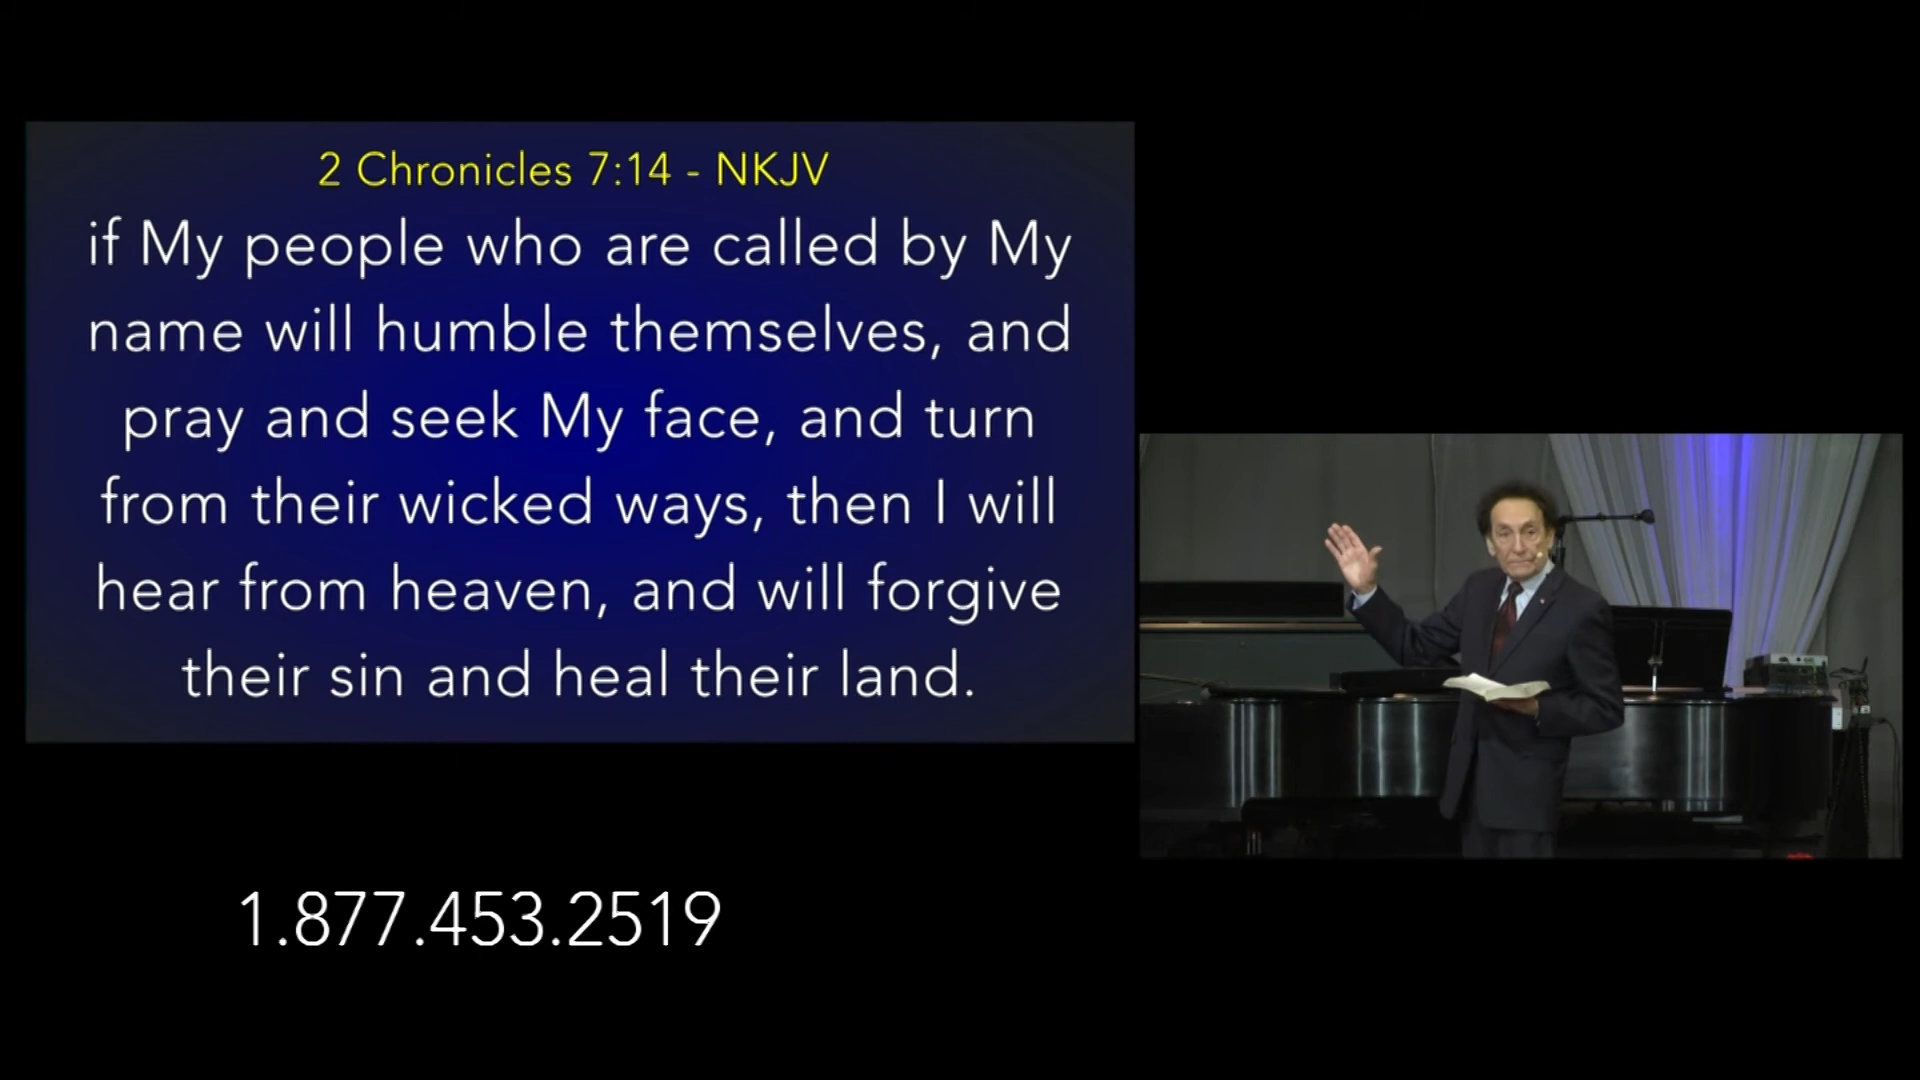 2 Chronicles 7:14 - NKJV
if My people who are called by My
name will humble themselves, and
pray and seek My face, and turn
from their wicked ways, then I will
hear from heaven, and will forgive
their sin and heal their land.
1.877.453.2519